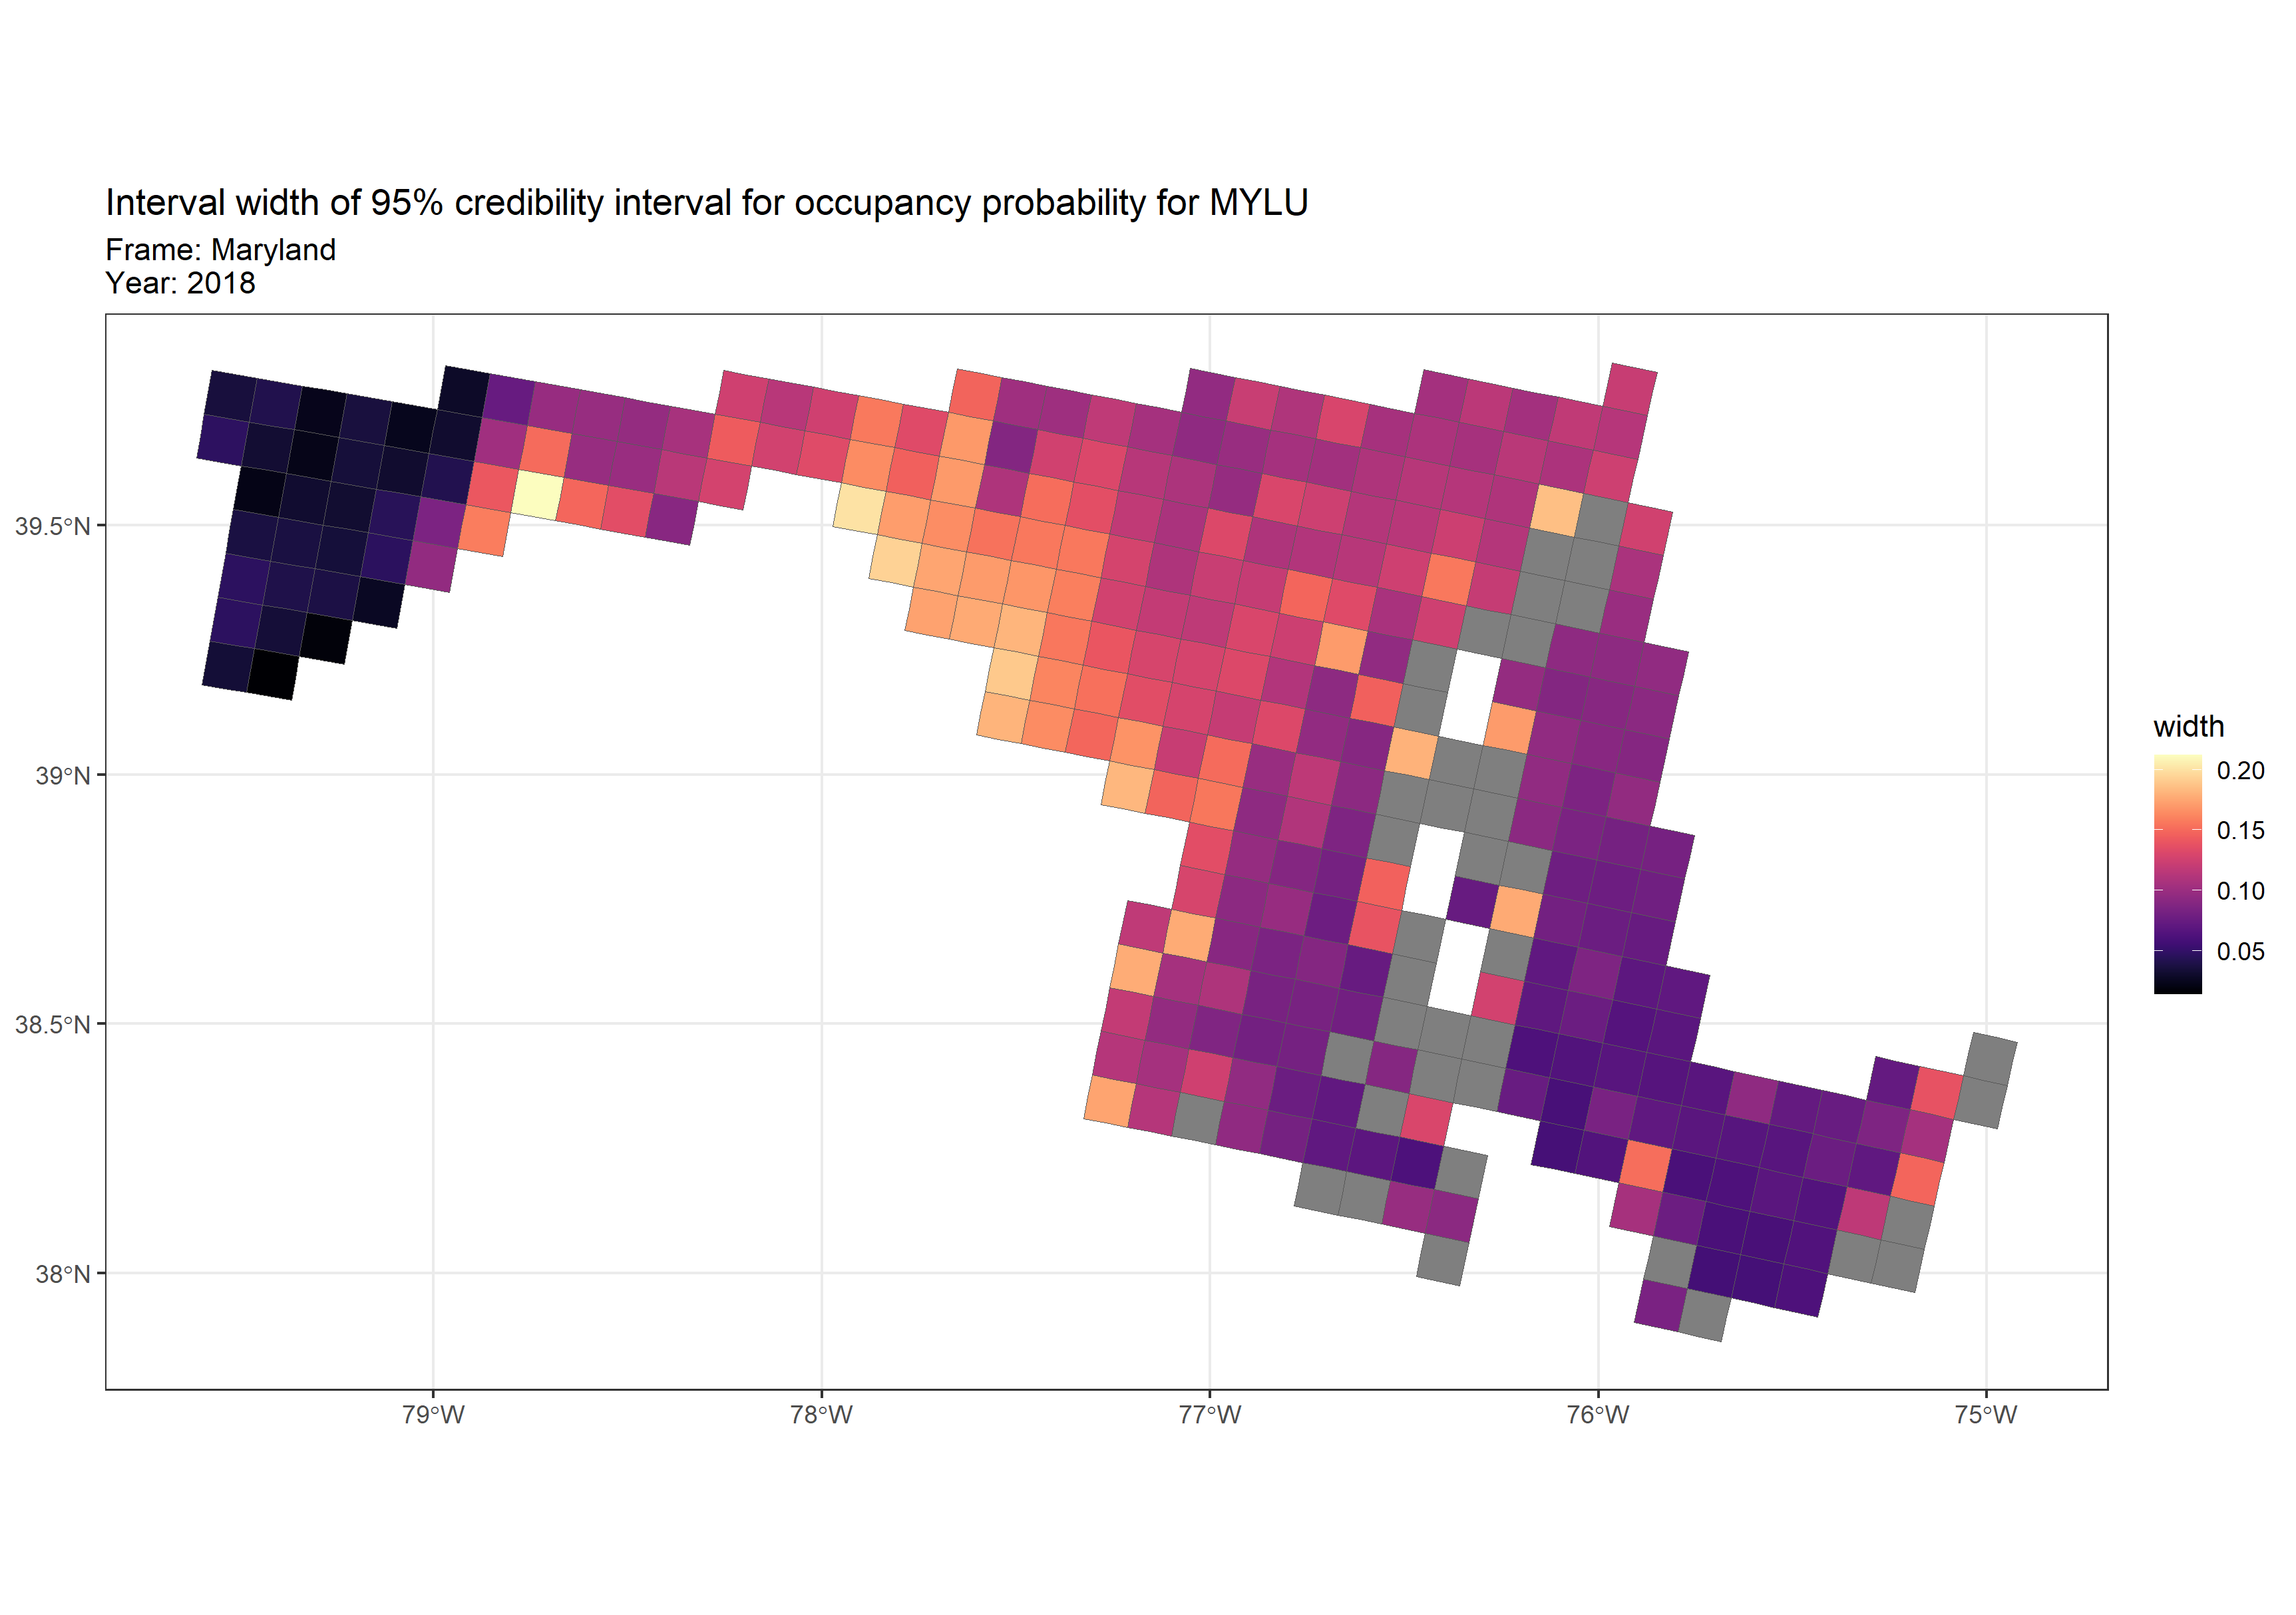 Interval width of 95% credibility interval for occupancy probability for MYLU
Frame: Maryland
Year: 2018
39.5°N
39°N
38.5°N
38°N
79°W
78°W
77°W
76°W
75°W
width
0.20
0.15
0.10
0.05